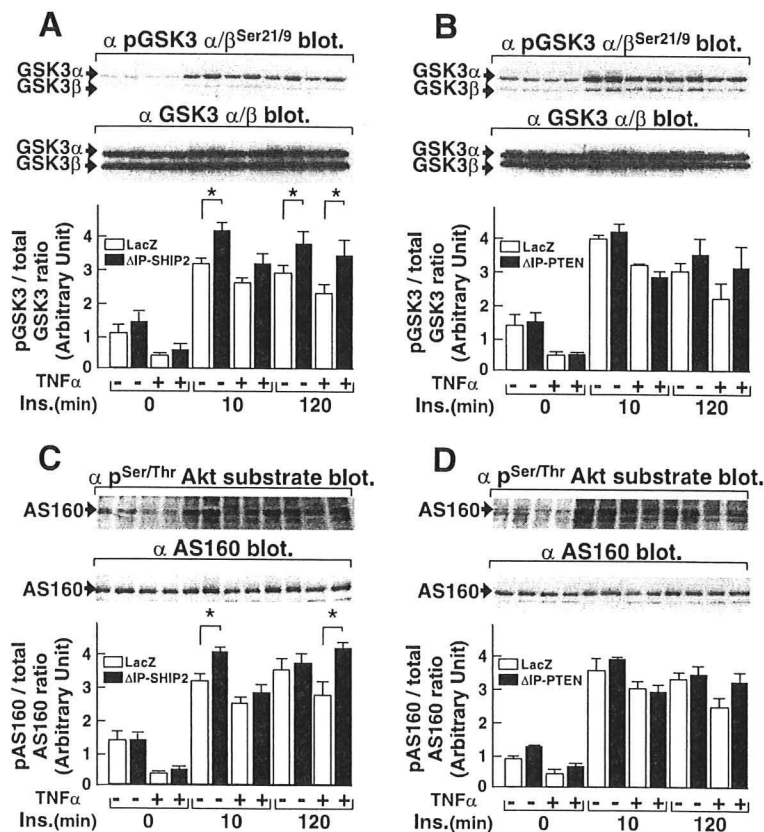 A
α pGSK3 α/β^Ser21/9 blot.
GSK3α
GSK3β
α GSK3 α/β blot.
GSK3α
GSK3β
* * *
pGSK3 / total
GSK3 ratio
(Arbitrary Unit)
4
3
2
1
0
LacZ
ΔIP-SHIP2
TNFα - - + + - - + + - - + +
Ins.(min) 0 10 120
B
α pGSK3 α/β^Ser21/9 blot.
GSK3α
GSK3β
α GSK3 α/β blot.
GSK3α
GSK3β
pGSK3 / total
GSK3 ratio
(Arbitrary Unit)
4
3
2
1
0
LacZ
ΔIP-PTEN
TNFα - - + + - - + + - - + +
Ins.(min) 0 10 120
C
α p^Ser/Thr Akt substrate blot.
AS160
α AS160 blot.
AS160
* *
pAS160 / total
AS160 ratio
(Arbitrary Unit)
4
3
2
1
0
LacZ
ΔIP-SHIP2
TNFα - - + + - - + + - - + +
Ins.(min) 0 10 120
D
α p^Ser/Thr Akt substrate blot.
AS160
α AS160 blot.
AS160
pAS160 / total
AS160 ratio
(Arbitrary Unit)
4
3
2
1
0
LacZ
ΔIP-PTEN
TNFα - - + + - - + + - - + +
Ins.(min) 0 10 120